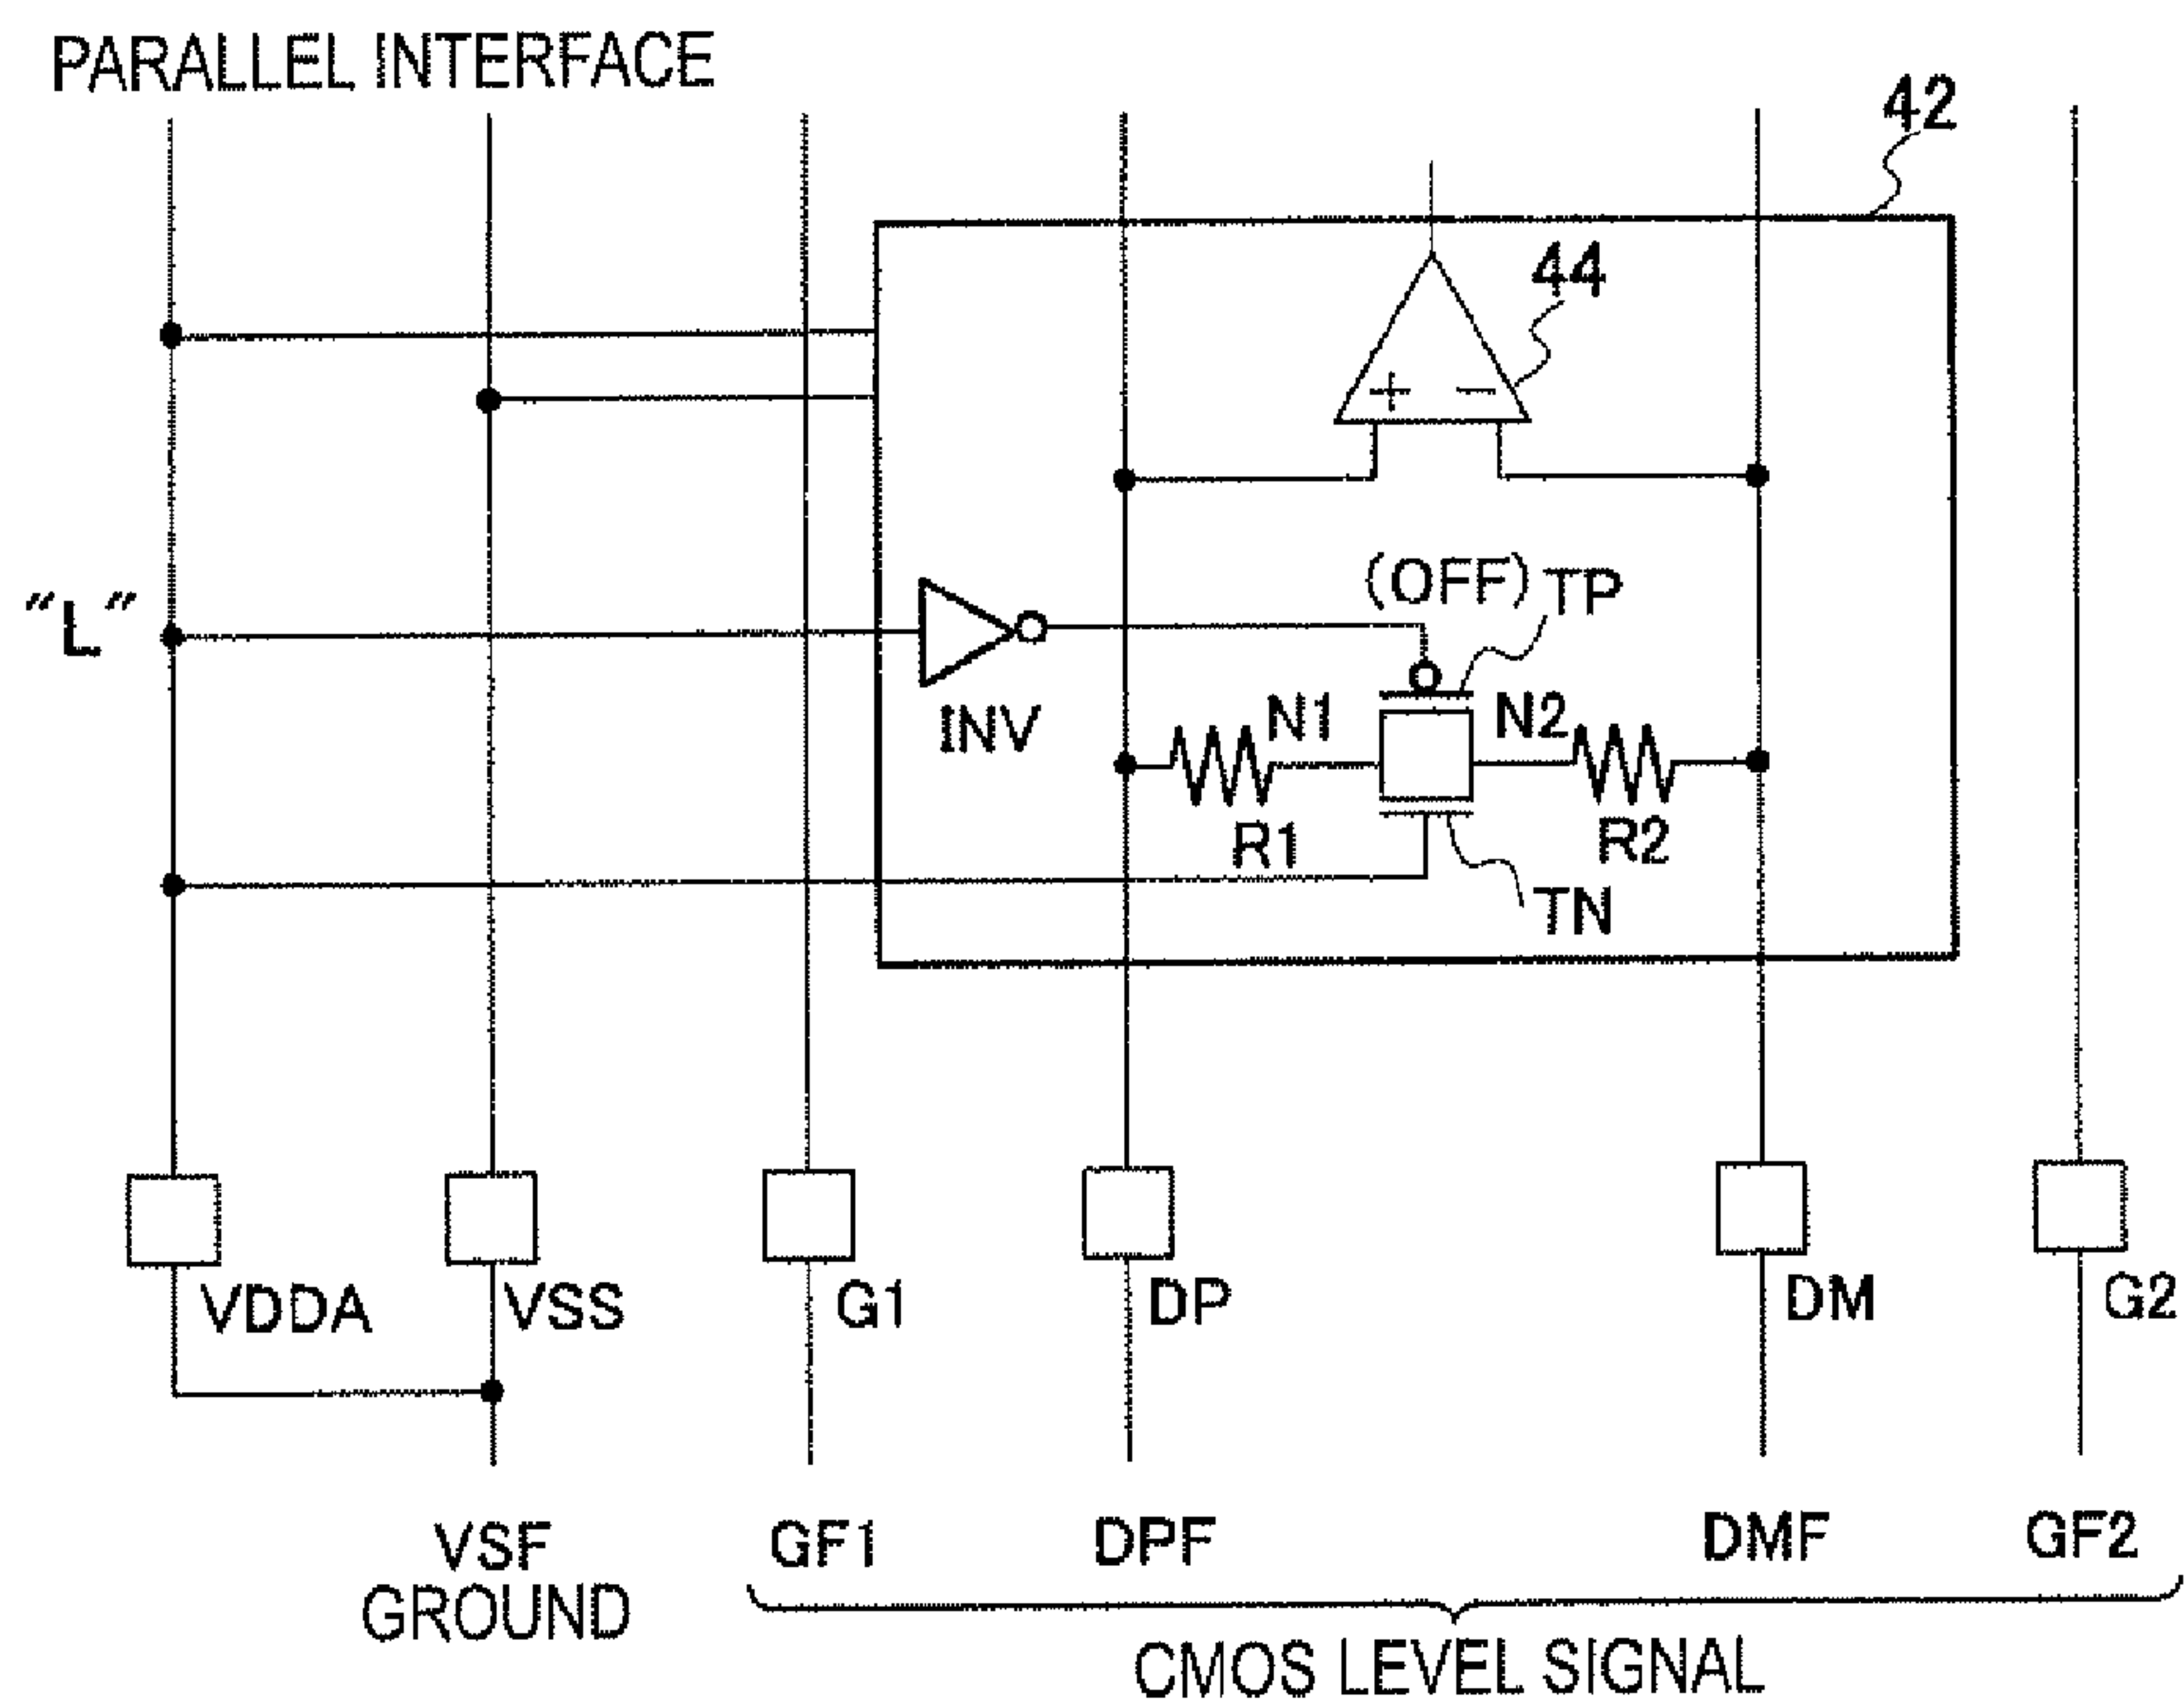 PARALLEL INTERFACE
42
44
+ −
"L"
(OFF) TP
INV
N1 N2
R1 R2
TN
VDDA VSS G1 DP DM G2
VSF GF1 DPF DMF GF2
GROUND
CMOS LEVEL SIGNAL